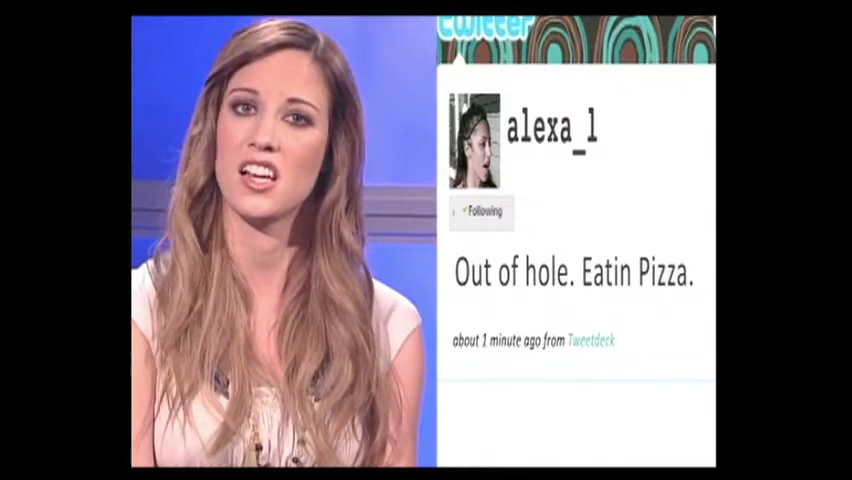 twitter
alexa_l
Following
Out of hole. Eatin Pizza.
about 1 minute ago from Tweetdeck